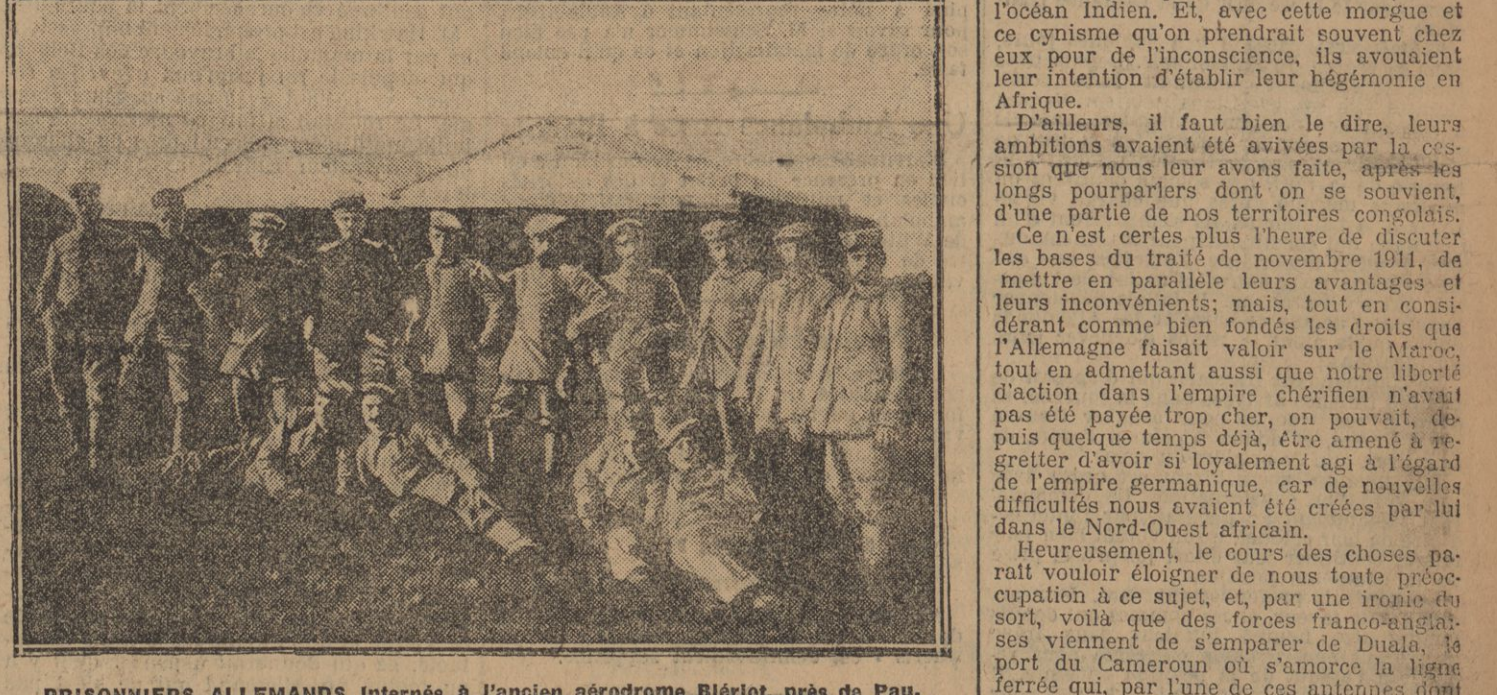 PRISONNIERS ALLEMANDS internés à l'ancien aérodrome Blériot, près de Pau.
l'océan Indien. Et, avec cette morgue et
ce cynisme qu'on prendrait souvent chez
eux pour de l'inconscience, ils avouaient
leur intention d'établir leur hégémonie en
Afrique.
D'ailleurs, il faut bien le dire, leurs
ambitions avaient été avivées par la ces-
sion que nous leur avons faite, après les
longs pourparlers dont on se souvient,
d'une partie de nos territoires congolais.
Ce n'est certes plus l'heure de discuter
les bases du traité de novembre 1911, de
mettre en parallèle leurs avantages et
leurs inconvénients; mais, tout en consi-
dérant comme bien fondés les droits que
l'Allemagne faisait valoir sur le Maroc,
tout en admettant aussi que notre liberté
d'action dans l'empire chérifien n'avait
pas été payée trop cher, on pouvait, de-
puis quelque temps déjà, être amené à re-
gretter d'avoir si loyalement agi à l'égard
de l'empire germanique, car de nouvelles
difficultés nous avaient été créées par lui
dans le Nord-Ouest africain.
Heureusement, le cours des choses pa-
raît vouloir éloigner de nous toute préoc-
cupation à ce sujet, et, par une ironie du
sort, voilà que des forces franco-anglai-
ses viennent de s'emparer de Duala, le
port du Cameroun où s'amorce la ligne
ferrée qui, par l'une de ces antennes dont